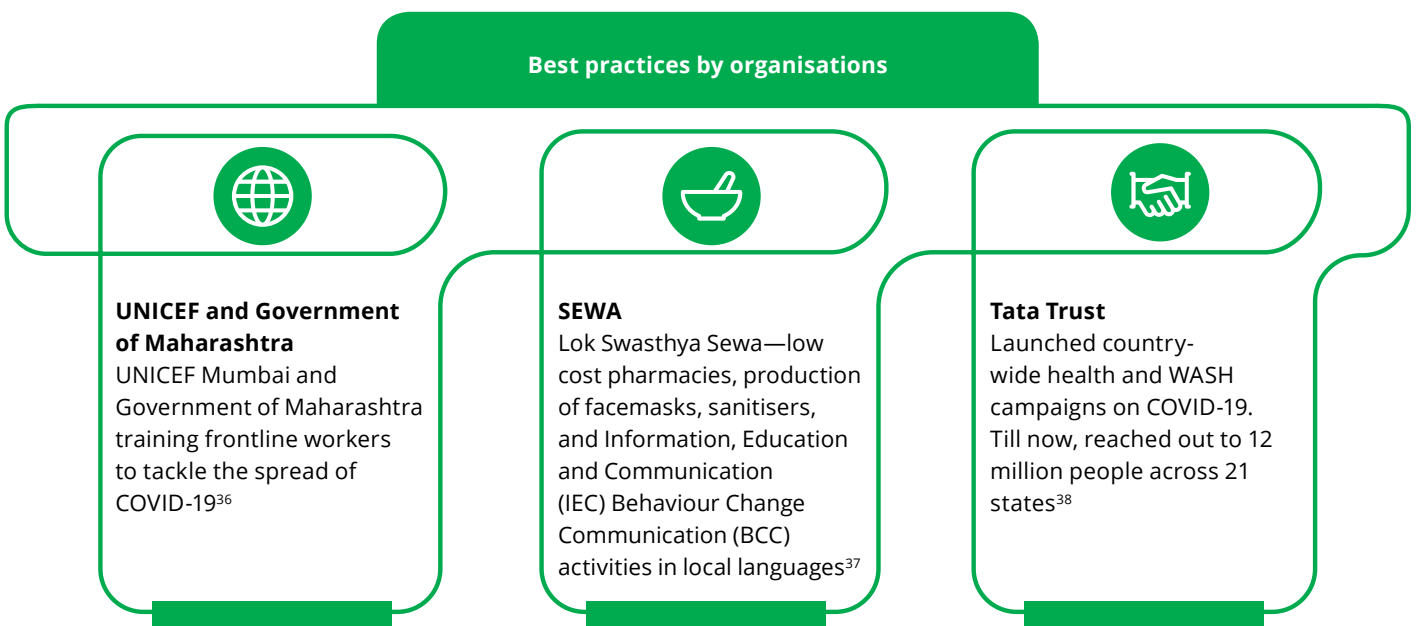 Best practices by organisations
UNICEF and Government
of Maharashtra
UNICEF Mumbai and
Government of Maharashtra
training frontline workers
to tackle the spread of
COVID-19³⁶
SEWA
Lok Swasthya Sewa—low
cost pharmacies, production
of facemasks, sanitisers,
and Information, Education
and Communication
(IEC) Behaviour Change
Communication (BCC)
activities in local languages³⁷
Tata Trust
Launched country-
wide health and WASH
campaigns on COVID-19.
Till now, reached out to 12
million people across 21
states³⁸